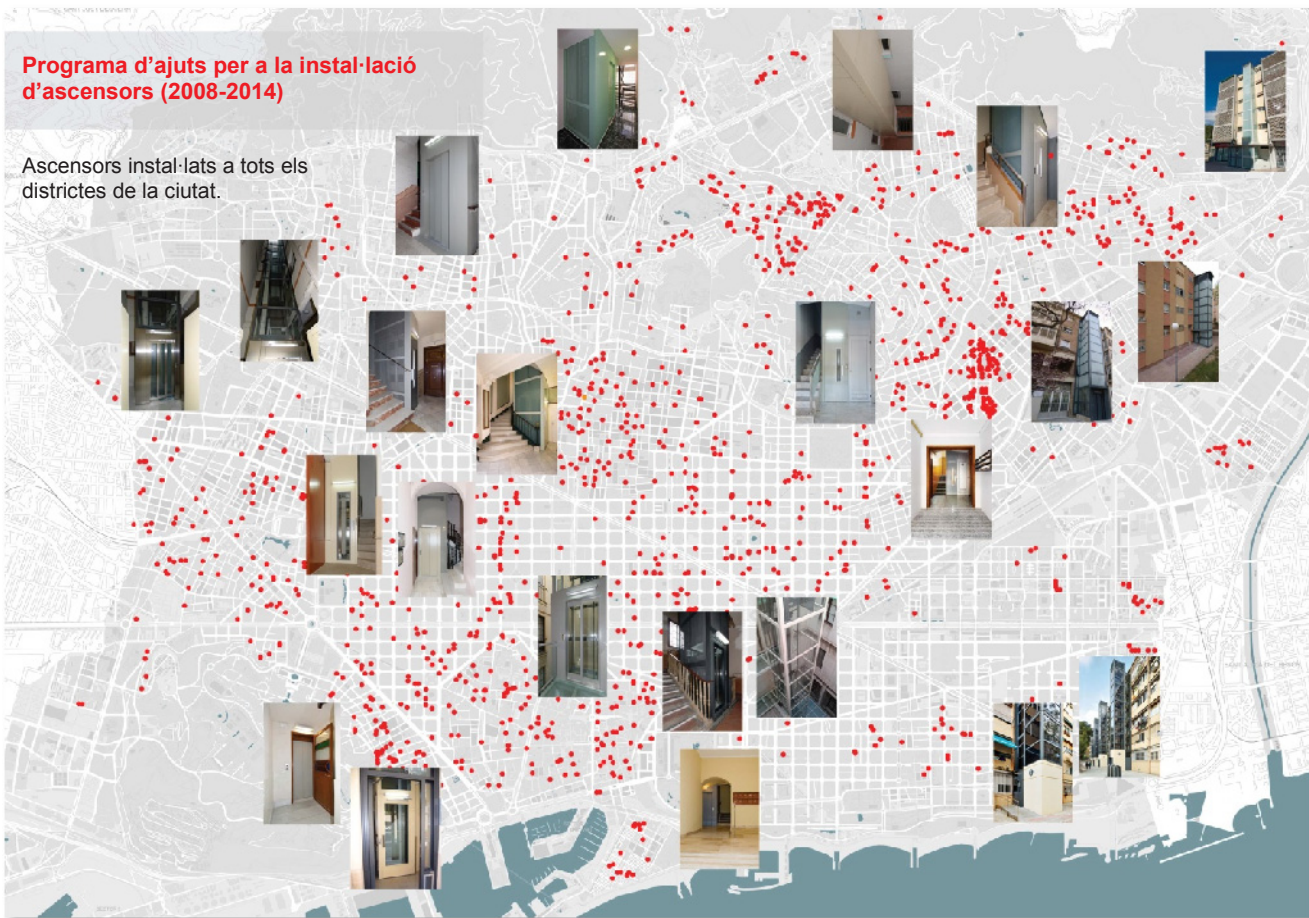 Programa d’ajuts per a la instal·lació
d’ascensors (2008-2014)
Ascensors instal·lats a tots els
districtes de la ciutat.